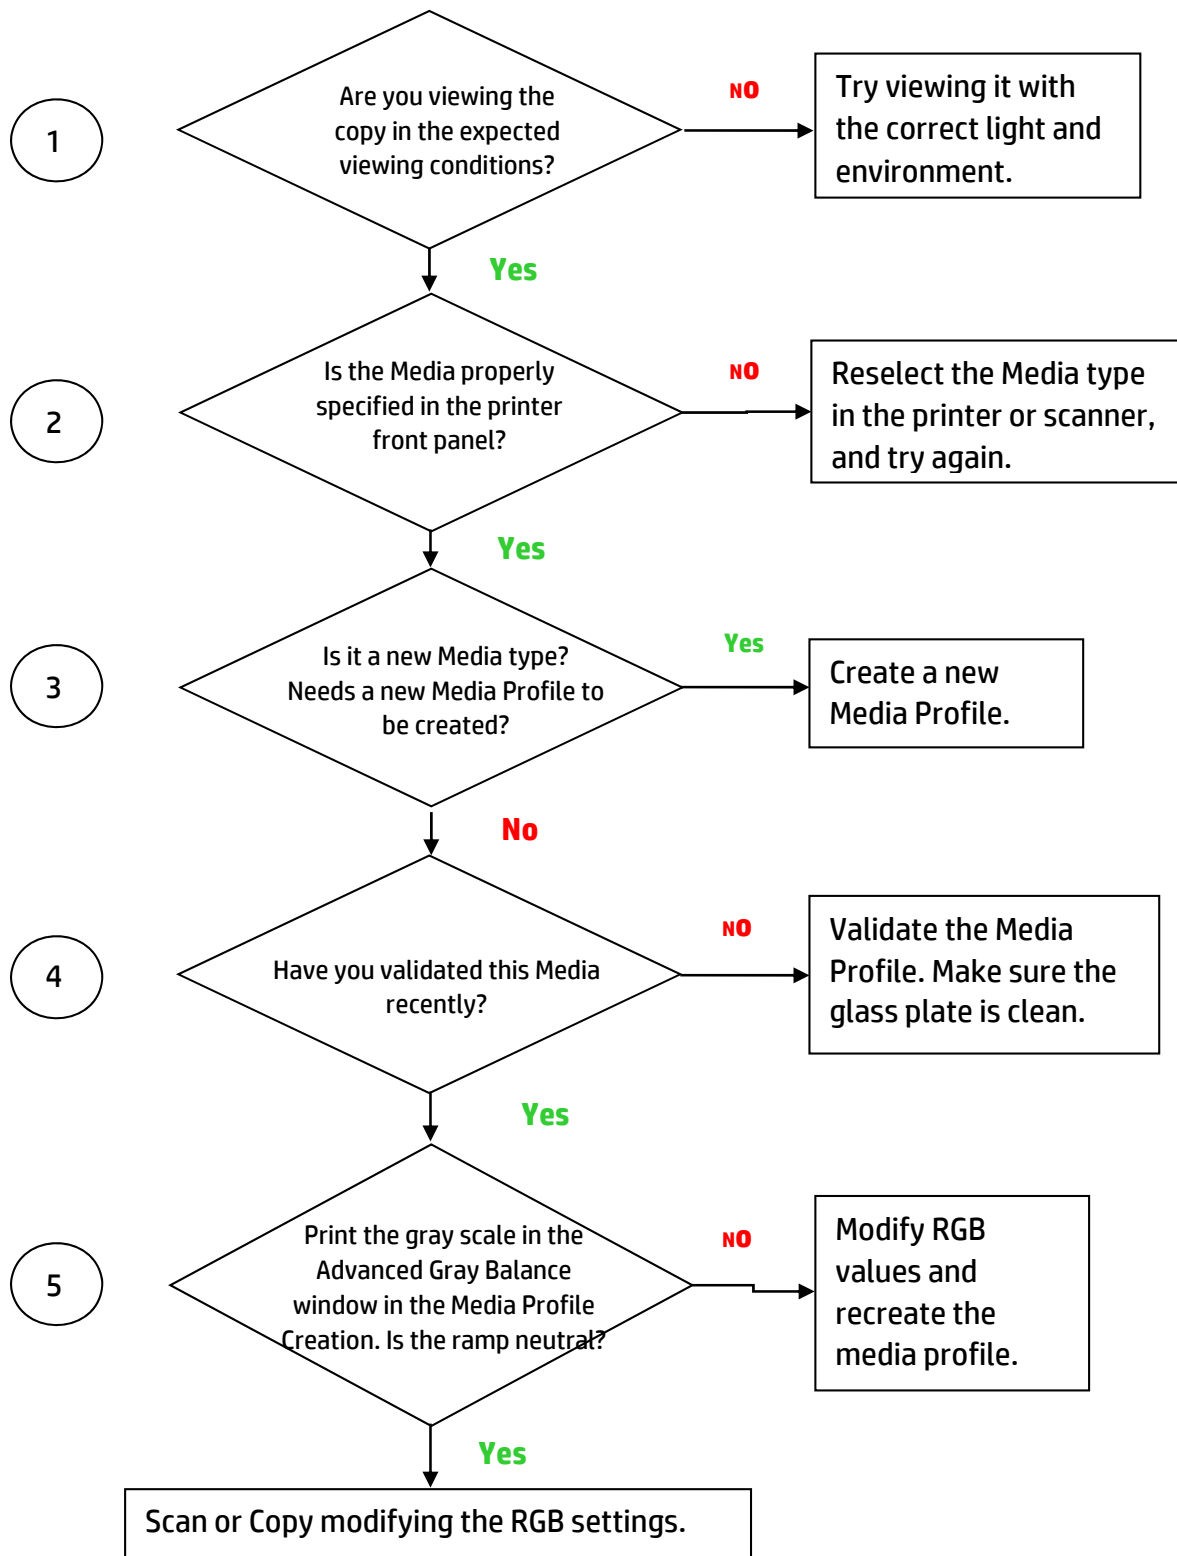 1
Are you viewing the
copy in the expected
viewing conditions?
NO
Try viewing it with
the correct light and
environment.
Yes
2
Is the Media properly
specified in the printer
front panel?
NO
Reselect the Media type
in the printer or scanner,
and try again.
Yes
3
Is it a new Media type?
Needs a new Media Profile to
be created?
Yes
Create a new
Media Profile.
No
4
Have you validated this Media
recently?
NO
Validate the Media
Profile. Make sure the
glass plate is clean.
Yes
5
Print the gray scale in the
Advanced Gray Balance
window in the Media Profile
Creation. Is the ramp neutral?
NO
Modify RGB
values and
recreate the
media profile.
Yes
Scan or Copy modifying the RGB settings.